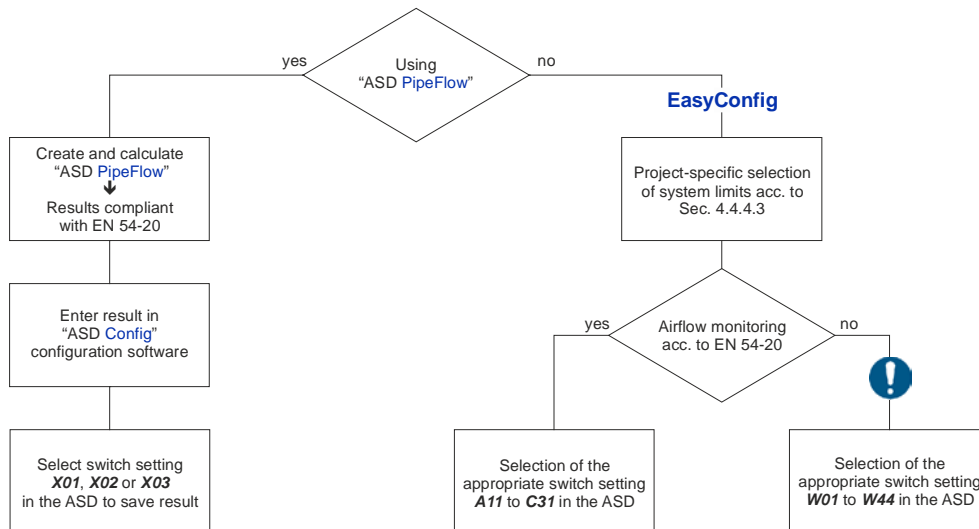 Using
“ASD PipeFlow”
yes
no
EasyConfig
Create and calculate
“ASD PipeFlow”
Results compliant
with EN 54-20
Project-specific selection
of system limits acc. to
Sec. 4.4.4.3
Enter result in
“ASD Config”
configuration software
yes
Airflow monitoring
acc. to EN 54-20
no
Select switch setting
X01, X02 or X03
in the ASD to save result
Selection of the
appropriate switch setting
A11 to C31 in the ASD
Selection of the
appropriate switch setting
W01 to W44 in the ASD